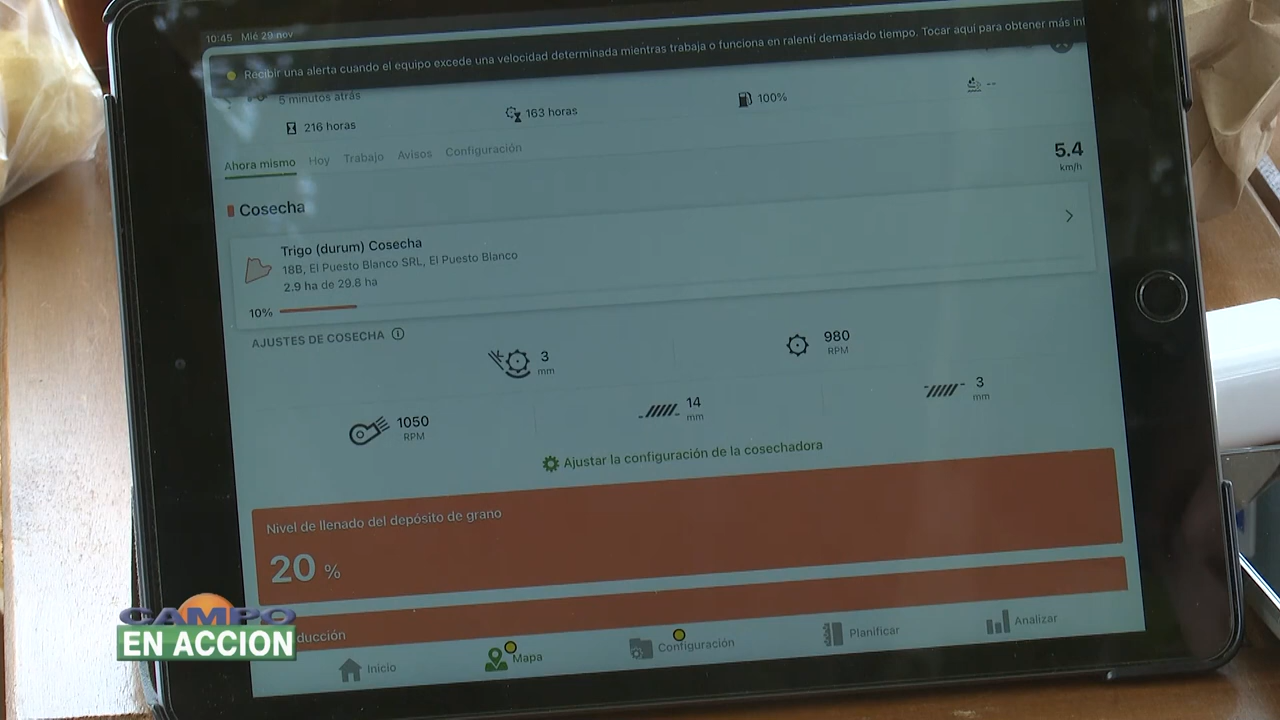 10:45 Mié 29 nov
Recibir una alerta cuando el equipo excede una velocidad determinada mientras trabaja o funciona en ralentí demasiado tiempo. Tocar aquí para obtener más inf
5 minutos atrás
216 horas
163 horas
100%
--
Ahora mismo Hoy Trabajo Avisos Configuración
5.4
km/h
Cosecha
Trigo (durum) Cosecha
18B, El Puesto Blanco SRL, El Puesto Blanco
2.9 ha de 29.8 ha
10%
AJUSTES DE COSECHA
3
mm
980
RPM
1050
RPM
14
mm
3
mm
Ajustar la configuración de la cosechadora
Nivel de llenado del depósito de grano
20 %
ducción
Inicio
Mapa
Configuración
Planificar
Analizar
CAMPO
EN ACCION